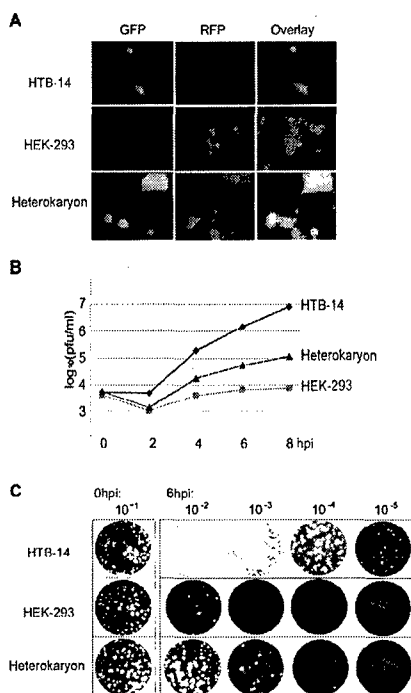 A
GFP RFP Overlay
HTB-14
HEK-293
Heterokaryon
B
log₁₀(pfu/ml)
7
6
5
4
3
HTB-14
Heterokaryon
HEK-293
0 2 4 6 8 hpi
C
0hpi: 6hpi:
10⁻¹ 10⁻² 10⁻³ 10⁻⁴ 10⁻⁵
HTB-14
HEK-293
Heterokaryon